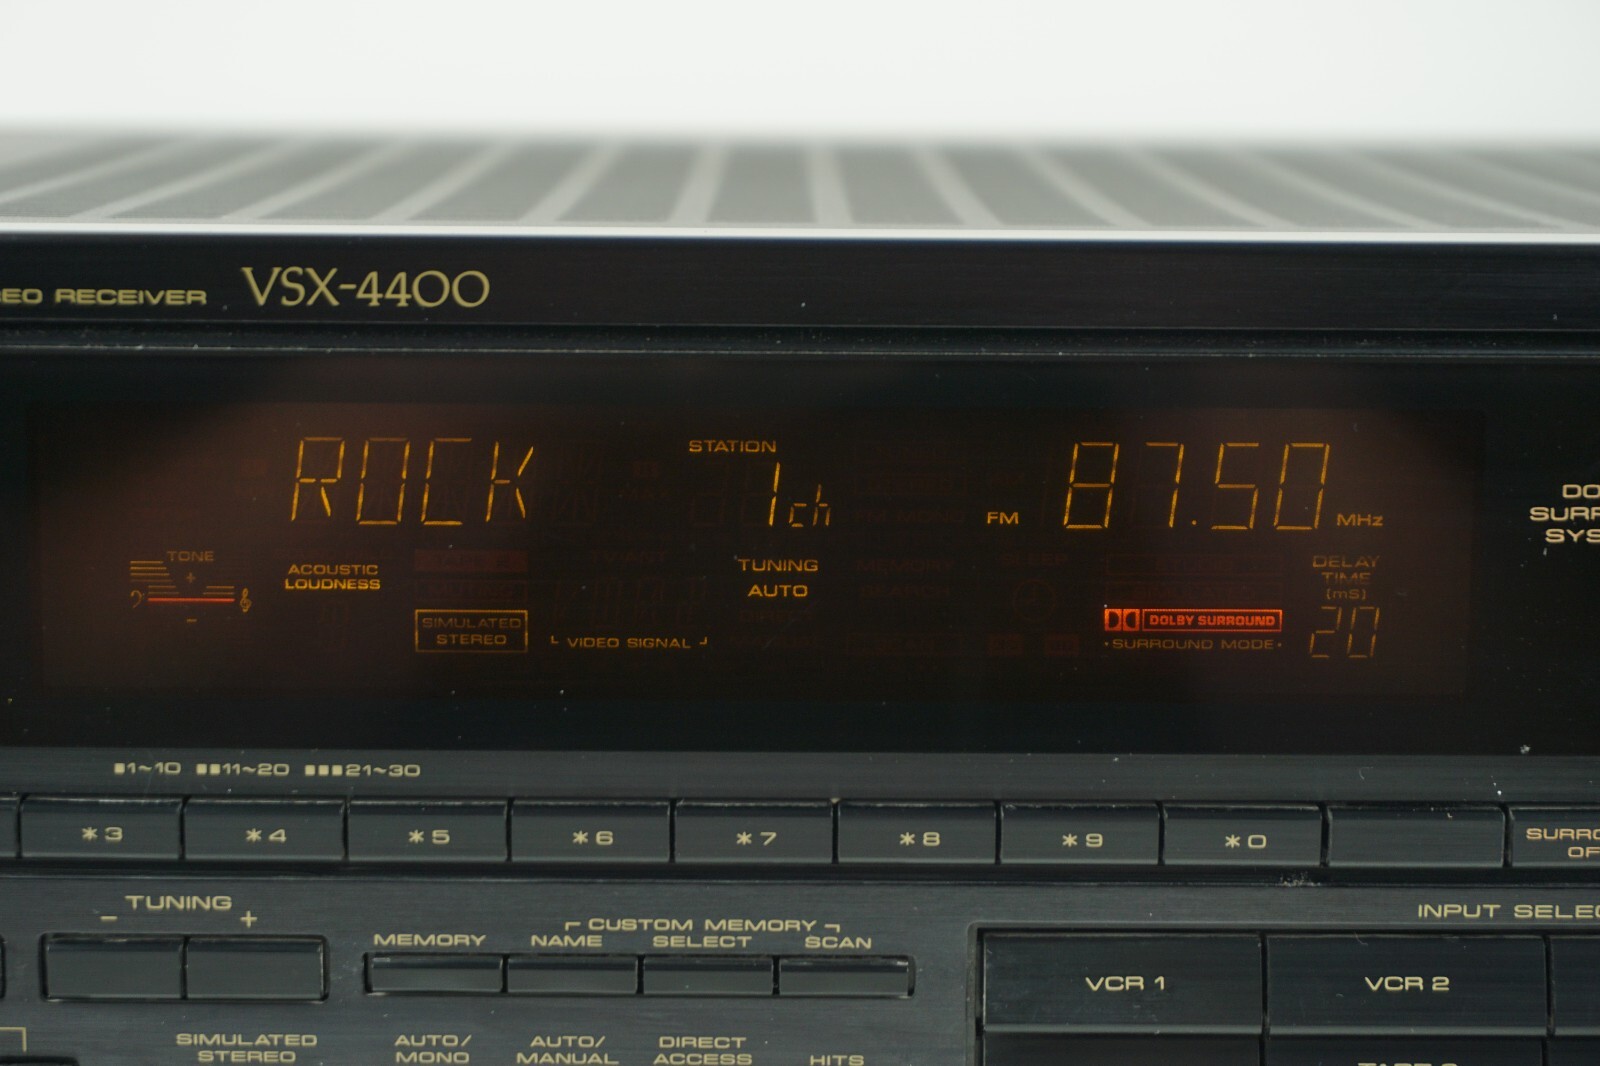 EO RECEIVER VSX-4400
ROCK
STATION
1 ch
FM 87.50 MHz
TONE
+
-
ACOUSTIC
LOUDNESS
SIMULATED
STEREO
VIDEO SIGNAL
TUNING
AUTO
DOLBY SURROUND
·SURROUND MODE·
DELAY
TIME
[mS]
20
DO
SURR
SYS
1~10 11~20 21~30
*3 *4 *5 *6 *7 *8 *9 *0
SURRO
OF
TUNING
- +
CUSTOM MEMORY
MEMORY NAME SELECT SCAN
INPUT SELEC
VCR 1 VCR 2
SIMULATED
STEREO
AUTO/
MONO
AUTO/
MANUAL
DIRECT
ACCESS
HITS